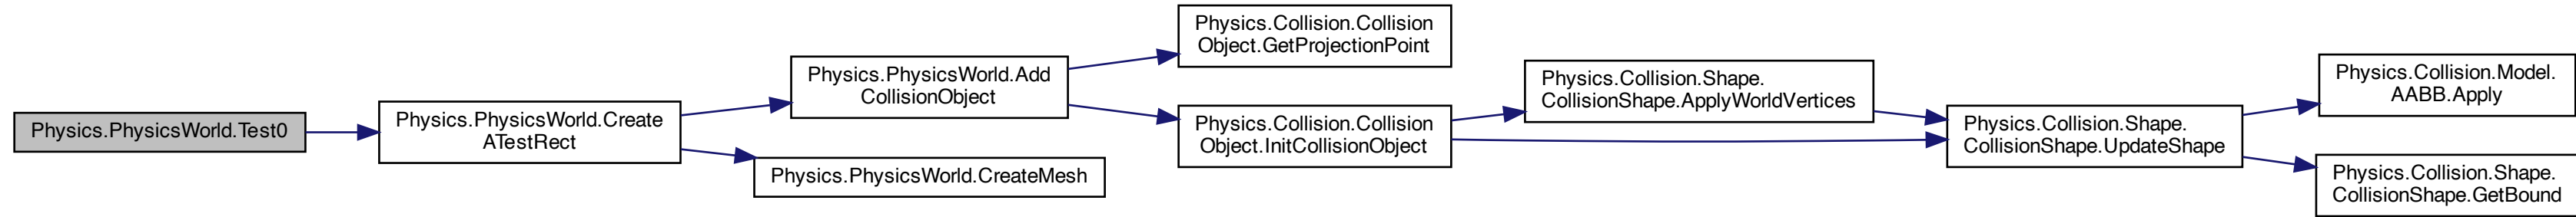 Physics.PhysicsWorld.Test0
Physics.PhysicsWorld.Create
ATestRect
Physics.PhysicsWorld.Add
CollisionObject
Physics.PhysicsWorld.CreateMesh
Physics.Collision.Collision
Object.GetProjectionPoint
Physics.Collision.Collision
Object.InitCollisionObject
Physics.Collision.Shape.
CollisionShape.ApplyWorldVertices
Physics.Collision.Shape.
CollisionShape.UpdateShape
Physics.Collision.Model.
AABB.Apply
Physics.Collision.Shape.
CollisionShape.GetBound